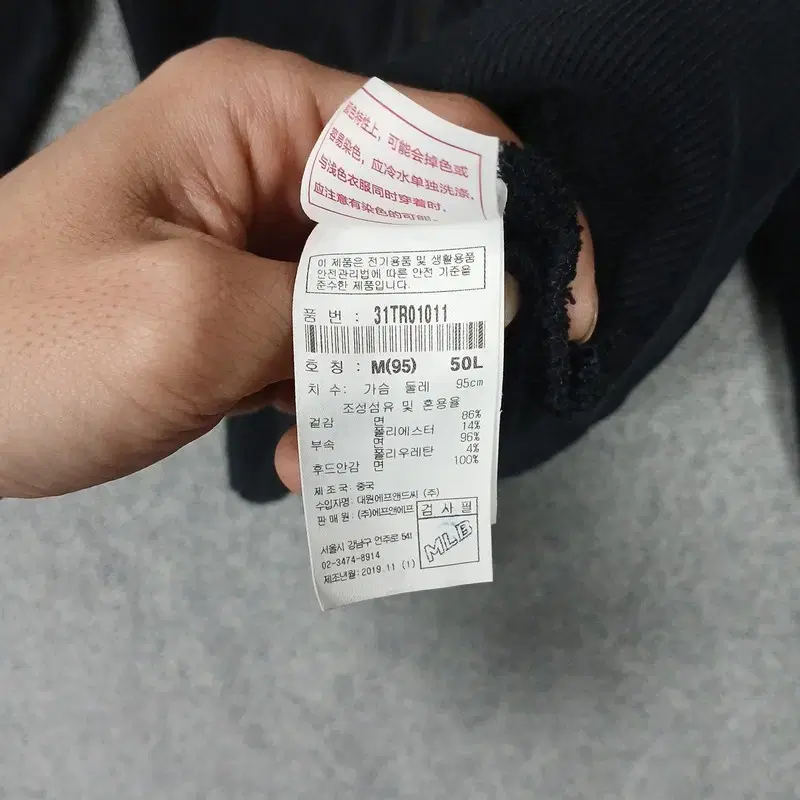 可能会掉色或
容易染色，应冷水单独洗涤，
与浅色衣服同时穿着时，
应注意有染色的可能
이 제품은 전기용품 및 생활용품
안전관리법에 따른 안전 기준을
준수한 제품입니다.
품 번 : 31TR01011
호 칭 : M(95) 50L
치 수: 가슴 둘레 95cm
조성섬유 및 혼용율
겉감 면 86%
폴리에스터 14%
부속 면 96%
폴리우레탄 4%
후드안감 면 100%
제 조 국: 중국
수입자명: 대원에프앤드씨 (주)
판 매 원: (주)에프앤에프
검 사 필
MLB
서울시 강남구 언주로 541
02-3474-8914
제조년월: 2019.11 (1)